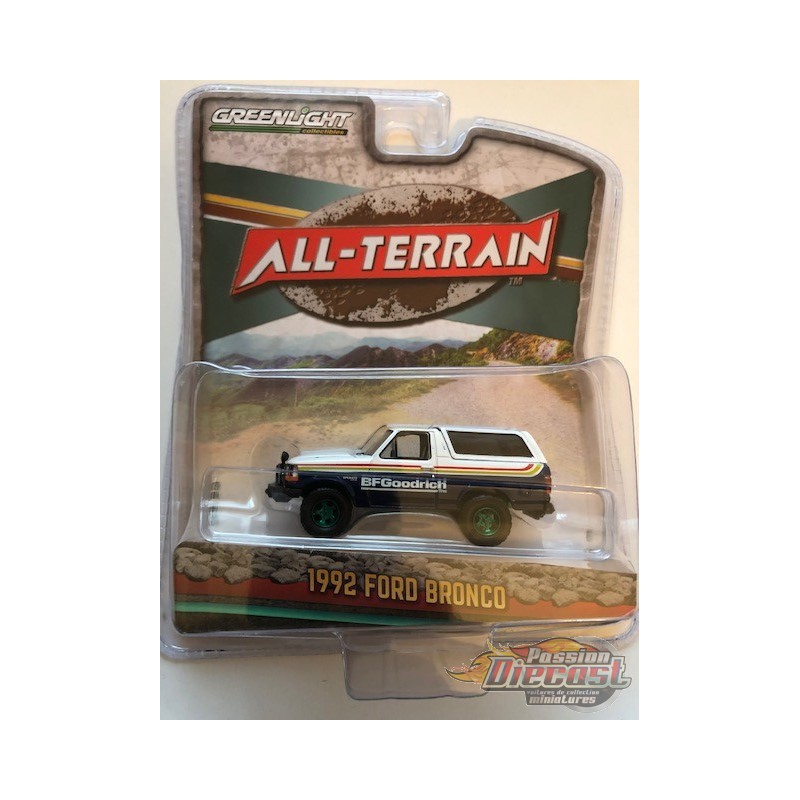 GREENLIGHT
collectibles
ALL-TERRAIN
TM
BFGoodrich
1992 FORD BRONCO
Passion
Diecast
voitures de collection
miniatures